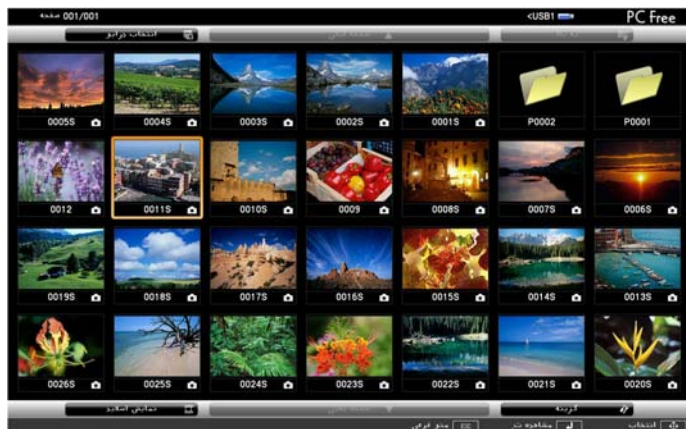 PC Free <USB1 صفحه 001/001
انتخاب درایو
P0001 P0002 0001S 0002S 0003S 0004S 0005S
0006S 0007S 0008S 0009 0010S 0011S 0012
0013S 0014S 0015S 0016S 0017S 0018S 0019S
0020S 0021S 0022S 0023S 0024S 0025S 0026S
گزینه نمایش اسلاید
انتخاب Esc